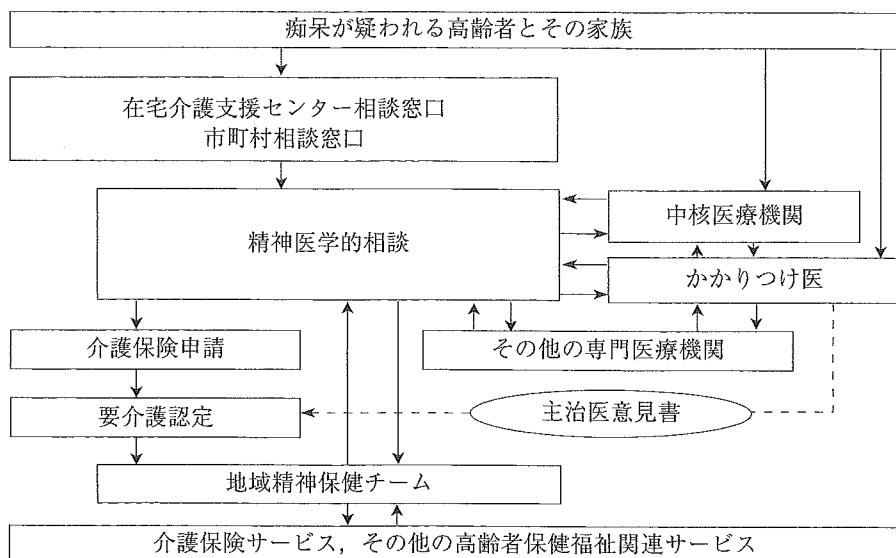 痴呆が疑われる高齢者とその家族
在宅介護支援センター相談窓口
市町村相談窓口
精神医学的相談
中核医療機関
かかりつけ医
介護保険申請
その他の専門医療機関
要介護認定
主治医意見書
地域精神保健チーム
介護保険サービス，その他の高齢者保健福祉関連サービス